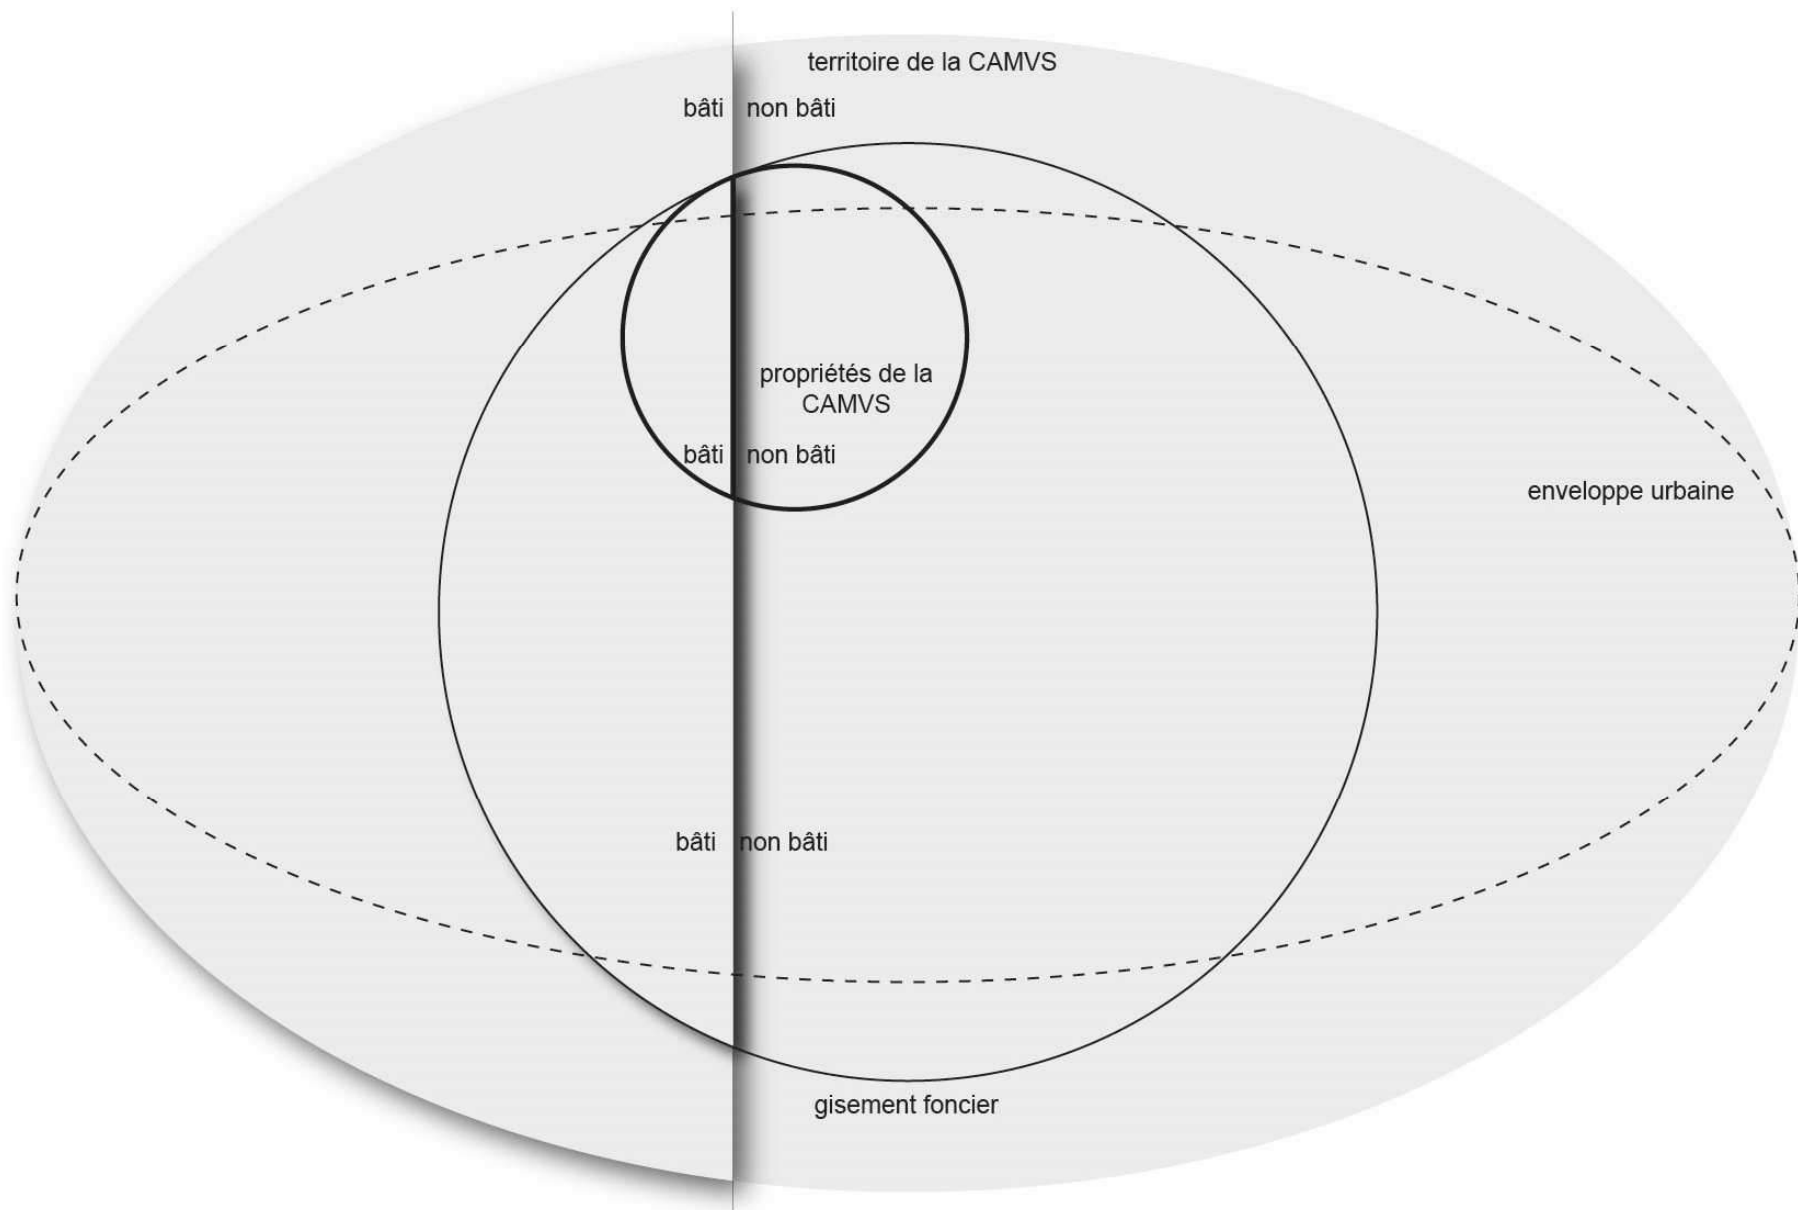 territoire de la CAMVS
bâti non bâti
propriétés de la
CAMVS
bâti non bâti
enveloppe urbaine
bâti non bâti
gisement foncier